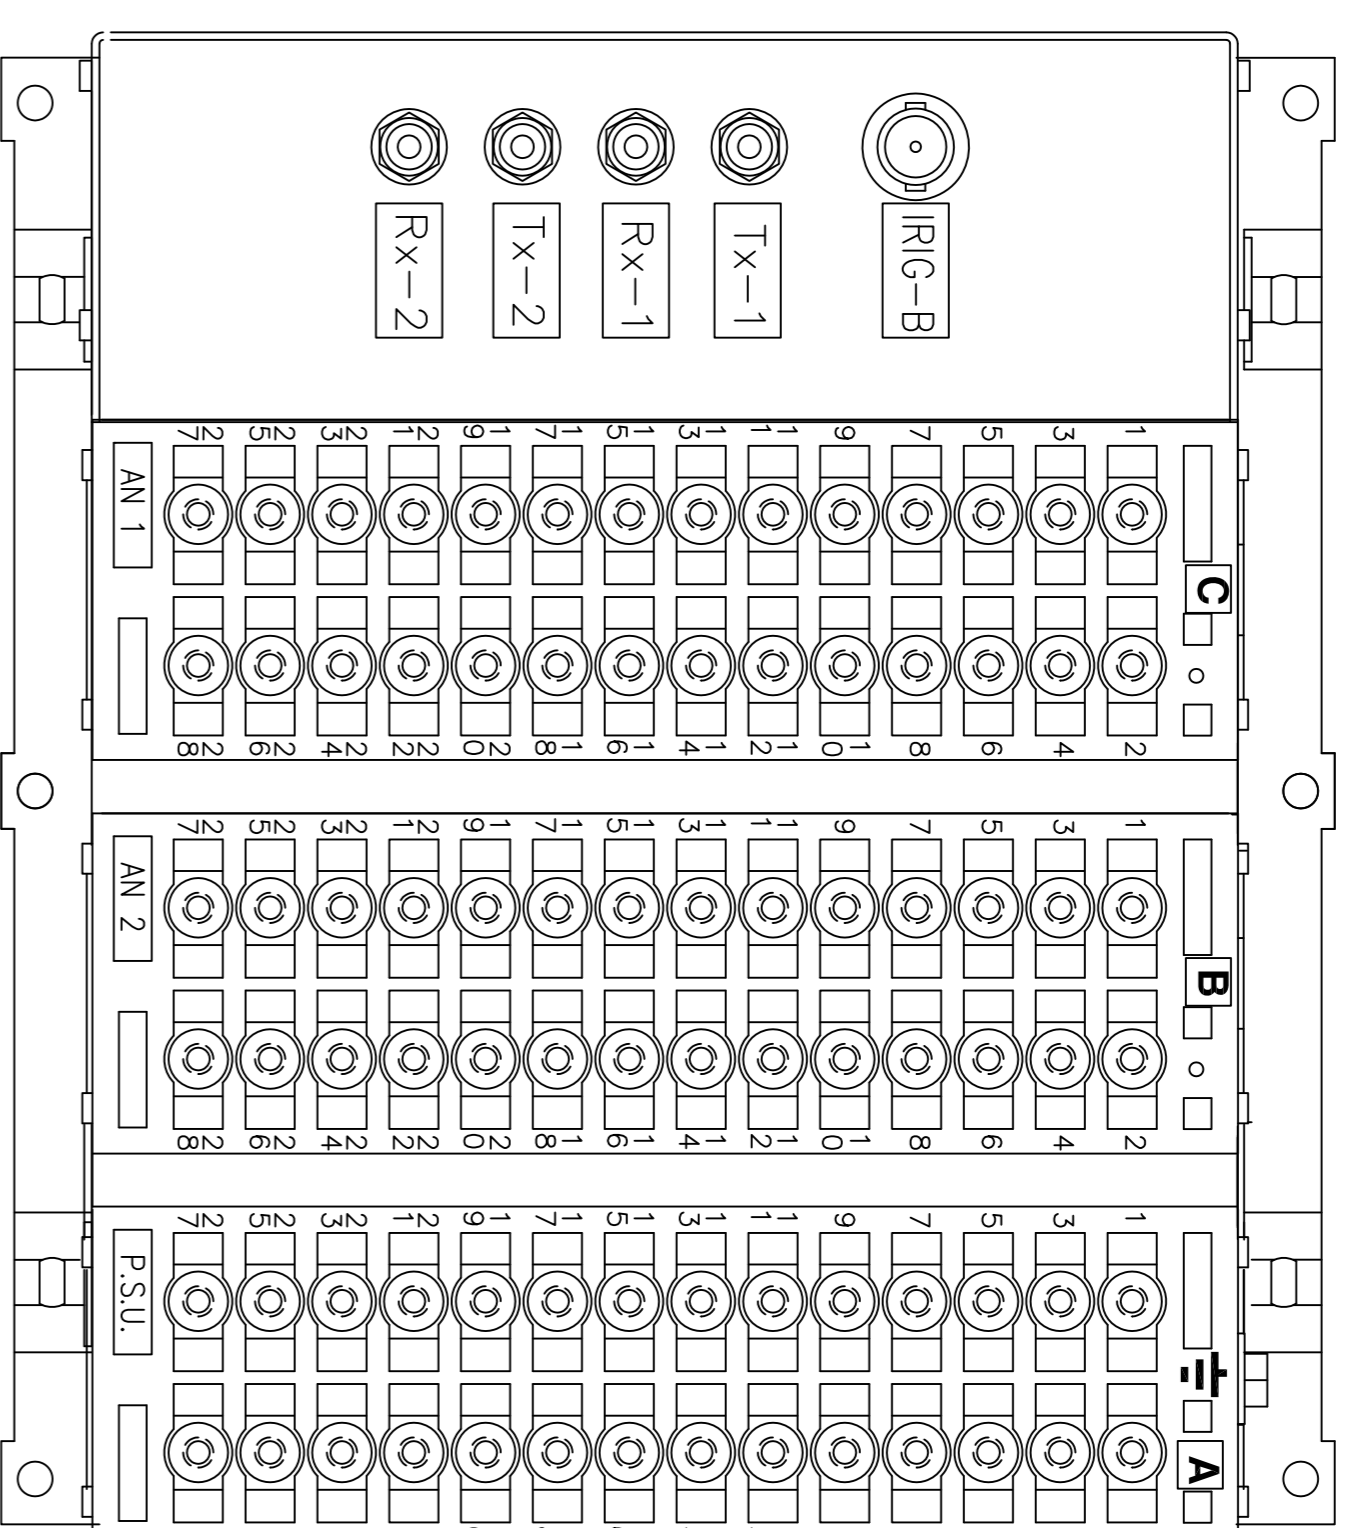 IRIG-B
Tx-1
Rx-1
Tx-2
Rx-2
C
1 3 5 7 9 11 13 15 17 19 21 23 25 27
2 4 6 8 10 12 14 16 18 20 22 24 26 28
AN 1
B
1 3 5 7 9 11 13 15 17 19 21 23 25 27
2 4 6 8 10 12 14 16 18 20 22 24 26 28
AN 2
A
1 3 5 7 9 11 13 15 17 19 21 23 25 27
P.S.U.